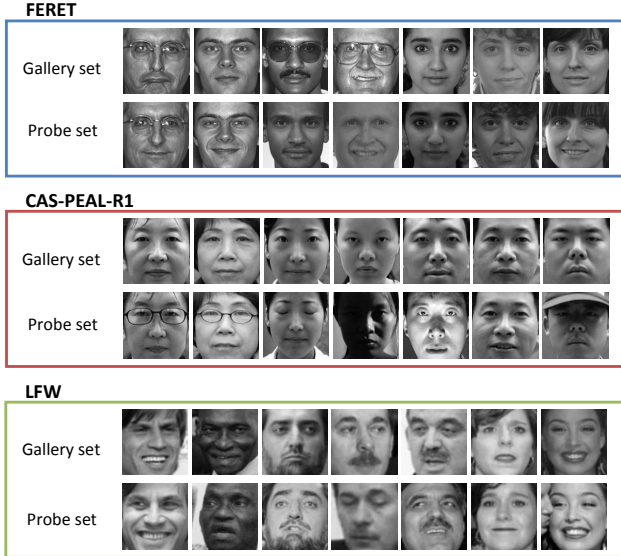 FERET
Gallery set
Probe set
CAS-PEAL-R1
Gallery set
Probe set
LFW
Gallery set
Probe set